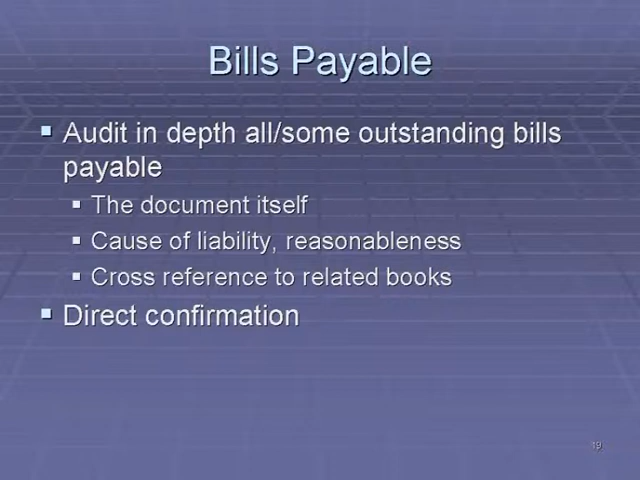 Bills Payable
Audit in depth all/some outstanding bills
payable
The document itself
Cause of liability, reasonableness
Cross reference to related books
Direct confirmation
19